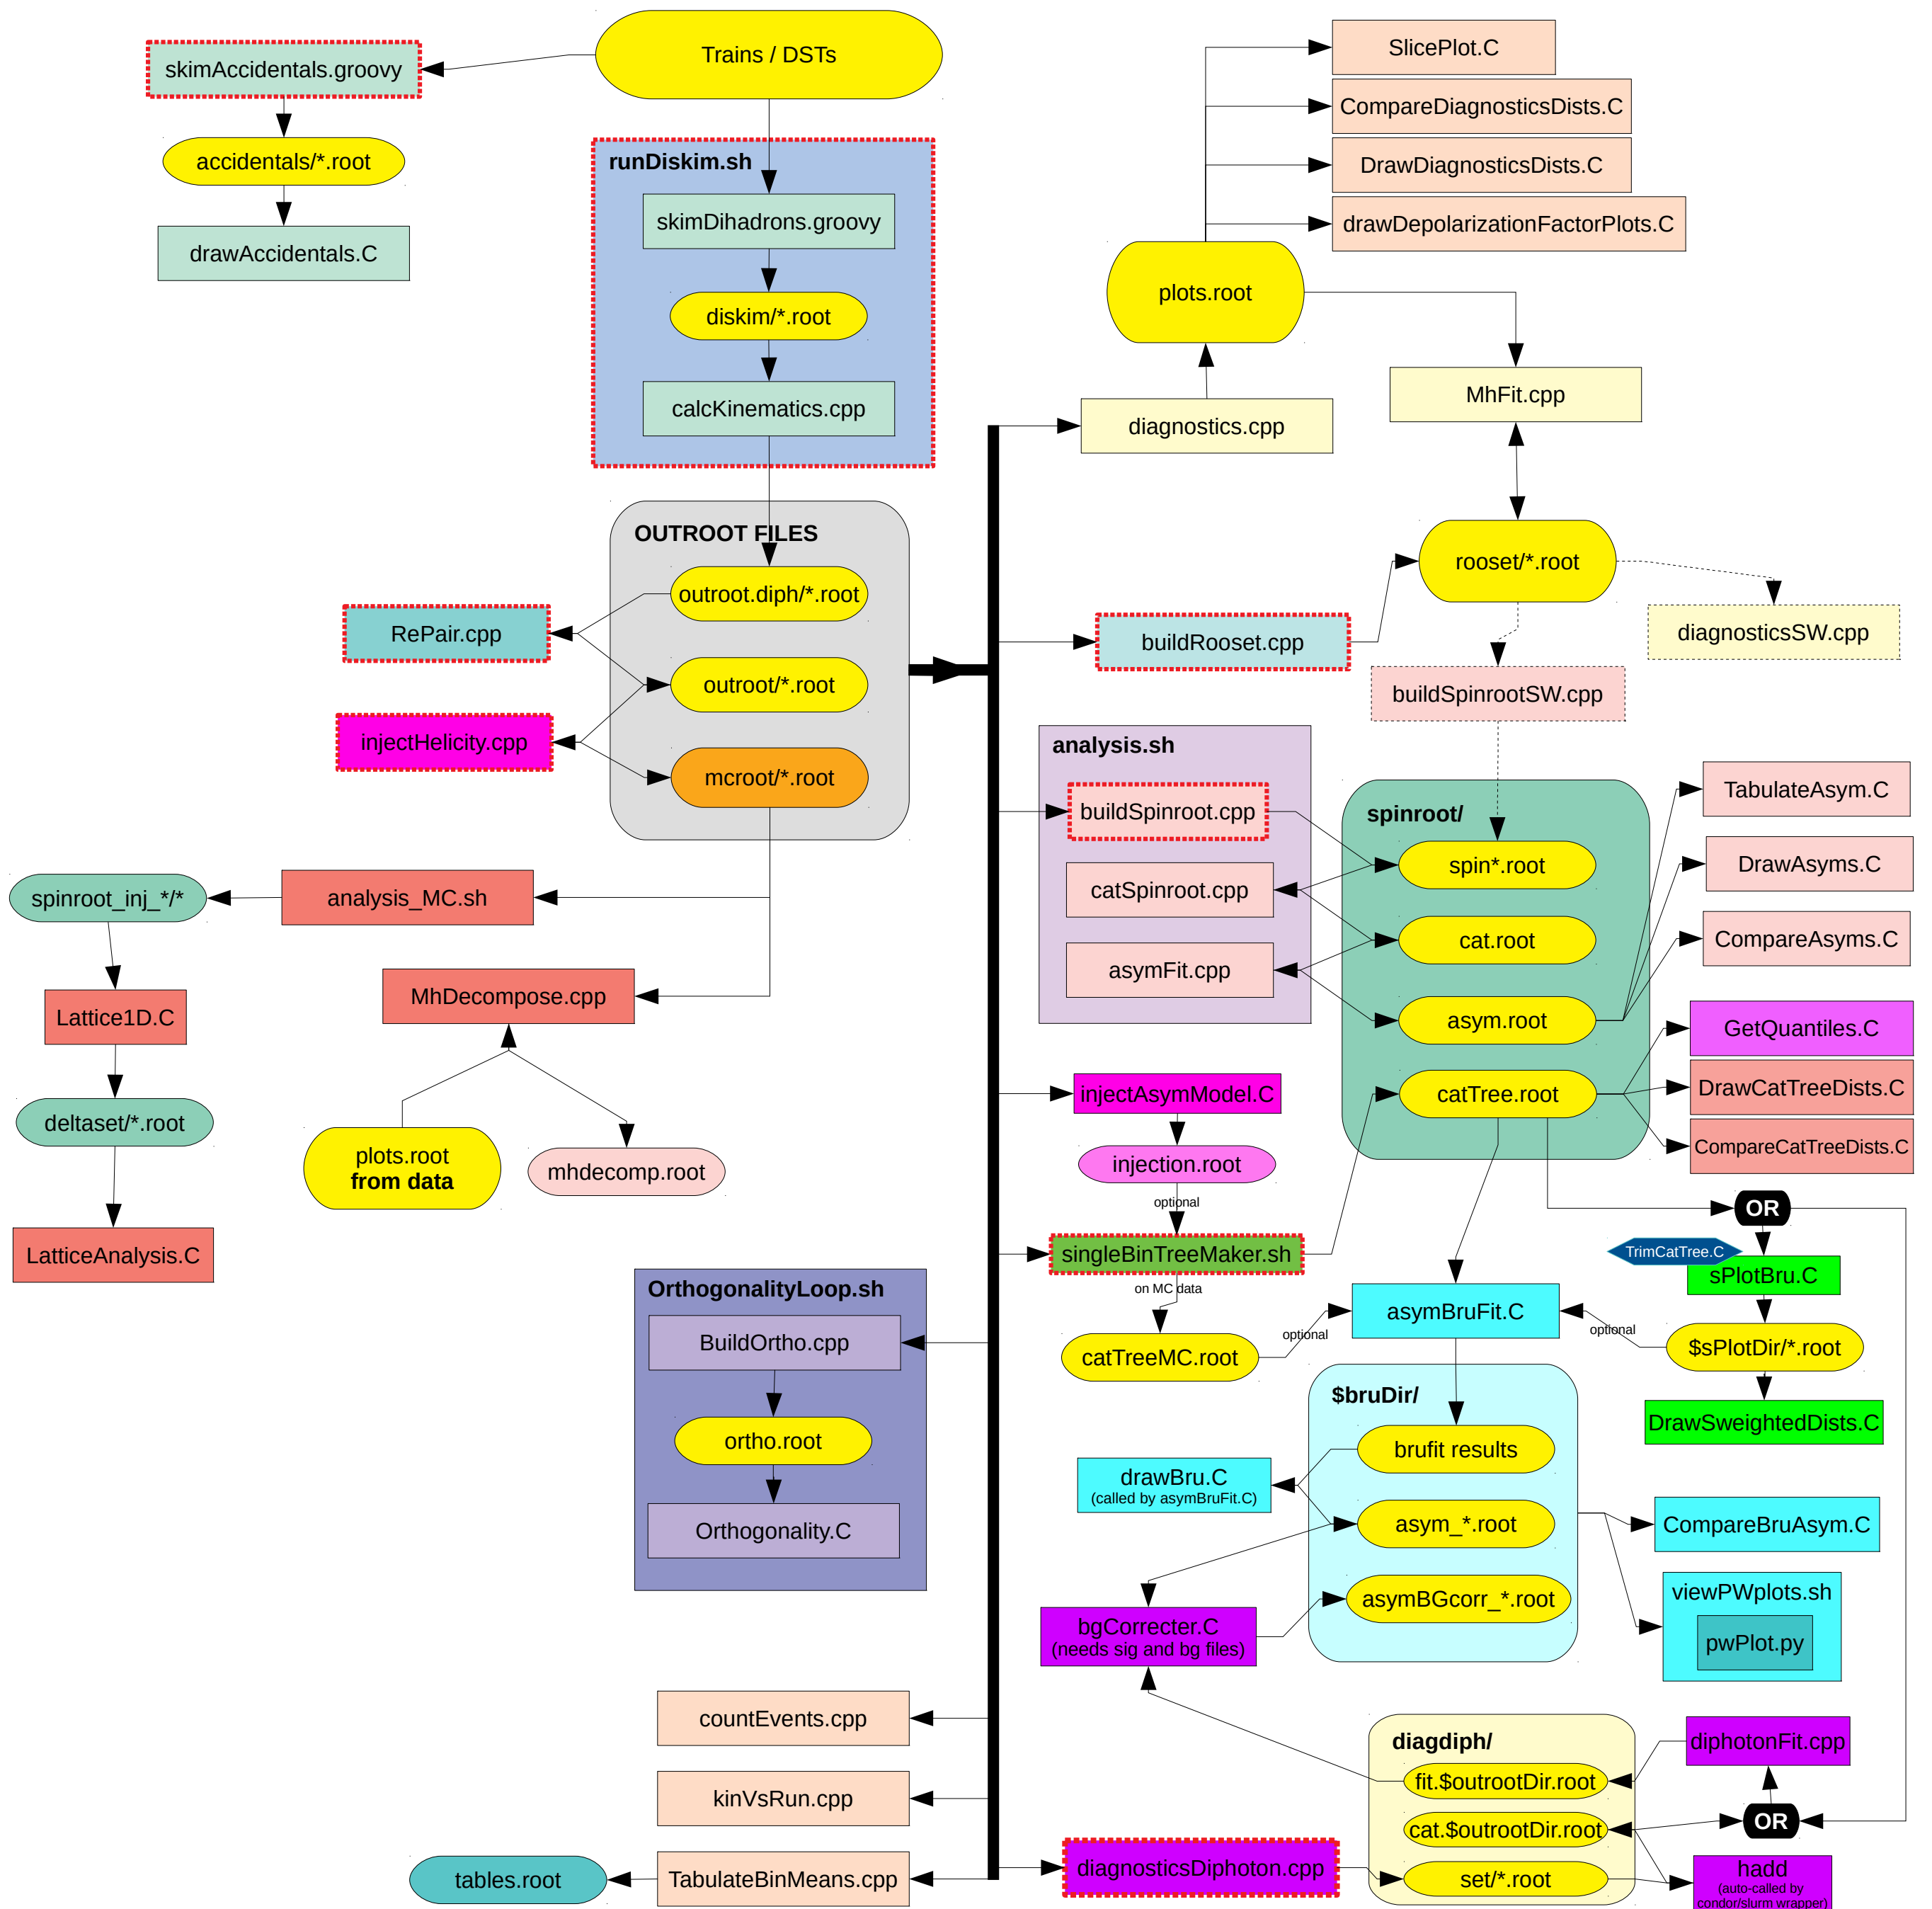 Trains / DSTs
skimAccidentals.groovy
accidentals/*.root
drawAccidentals.C
runDiskim.sh
skimDihadrons.groovy
diskim/*.root
calcKinematics.cpp
OUTROOT FILES
outroot.diph/*.root
outroot/*.root
mcroot/*.root
RePair.cpp
injectHelicity.cpp
spinroot_inj_*/*
analysis_MC.sh
Lattice1D.C
deltaset/*.root
LatticeAnalysis.C
MhDecompose.cpp
plots.root
from data
mhdecomp.root
OrthogonalityLoop.sh
BuildOrtho.cpp
ortho.root
Orthogonality.C
countEvents.cpp
kinVsRun.cpp
TabulateBinMeans.cpp
tables.root
SlicePlot.C
CompareDiagnosticsDists.C
DrawDiagnosticsDists.C
drawDepolarizationFactorPlots.C
plots.root
MhFit.cpp
diagnostics.cpp
rooset/*.root
buildRooset.cpp
diagnosticsSW.cpp
buildSpinrootSW.cpp
analysis.sh
buildSpinroot.cpp
catSpinroot.cpp
asymFit.cpp
spinroot/
spin*.root
cat.root
asym.root
catTree.root
TabulateAsym.C
DrawAsyms.C
CompareAsyms.C
GetQuantiles.C
DrawCatTreeDists.C
CompareCatTreeDists.C
injectAsymModel.C
injection.root
optional
singleBinTreeMaker.sh
on MC data
catTreeMC.root
optional
asymBruFit.C
optional
OR
TrimCatTree.C
sPlotBru.C
$sPlotDir/*.root
DrawSweightedDists.C
$bruDir/
brufit results
asym_*.root
asymBGcorr_*.root
drawBru.C
(called by asymBruFit.C)
CompareBruAsym.C
viewPWplots.sh
pwPlot.py
bgCorrecter.C
(needs sig and bg files)
diagdiph/
fit.$outrootDir.root
cat.$outrootDir.root
set/*.root
diphotonFit.cpp
OR
hadd
(auto-called by
condor/slurm wrapper)
diagnosticsDiphoton.cpp